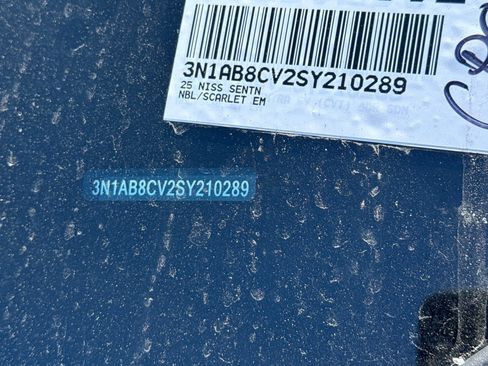 3N1AB8CV2SY210289
25 NISS SENTN
NBL/SCARLET EM
3N1AB8CV2SY210289